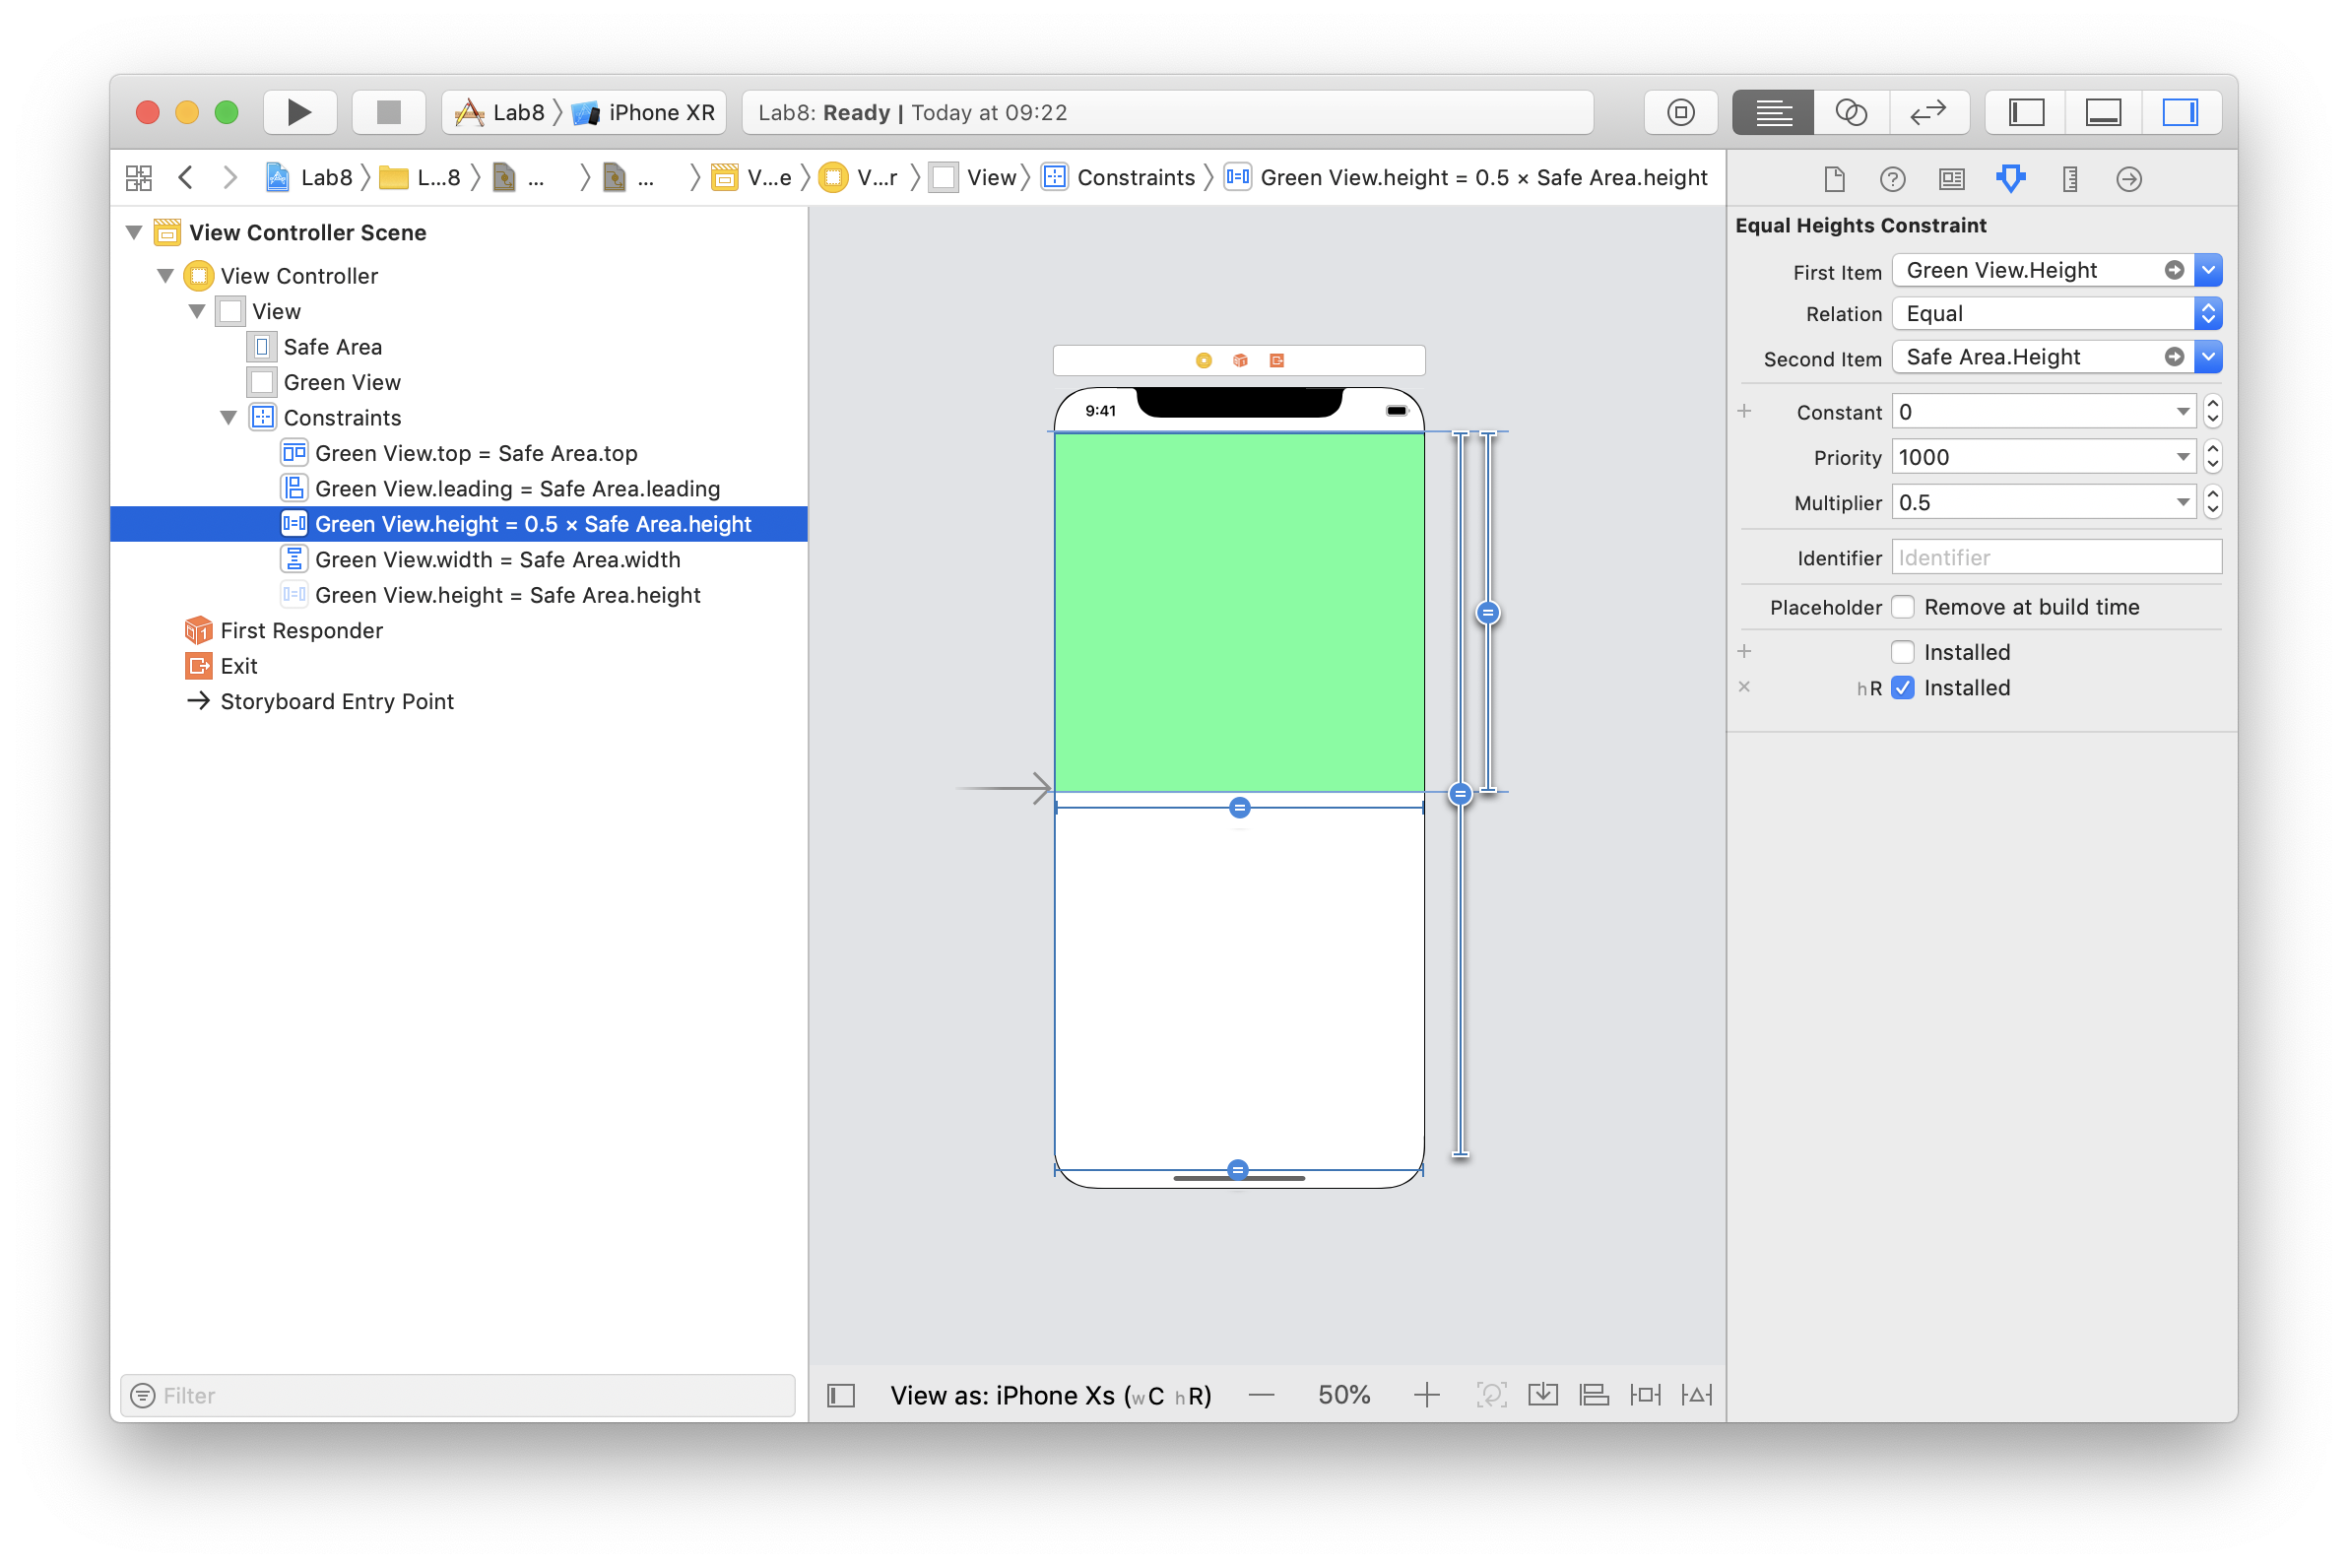 Lab8 iPhone XR
Lab8: Ready | Today at 09:22
Lab8 L...8 ... ... V...e V...r View Constraints Green View.height = 0.5 × Safe Area.height
View Controller Scene
View Controller
View
Safe Area
Green View
Constraints
Green View.top = Safe Area.top
Green View.leading = Safe Area.leading
Green View.height = 0.5 × Safe Area.height
Green View.width = Safe Area.width
Green View.height = Safe Area.height
First Responder
Exit
Storyboard Entry Point
Filter
9:41
View as: iPhone Xs (wC hR)
50%
Equal Heights Constraint
First Item Green View.Height
Relation Equal
Second Item Safe Area.Height
Constant 0
Priority 1000
Multiplier 0.5
Identifier Identifier
Placeholder Remove at build time
Installed
hR Installed